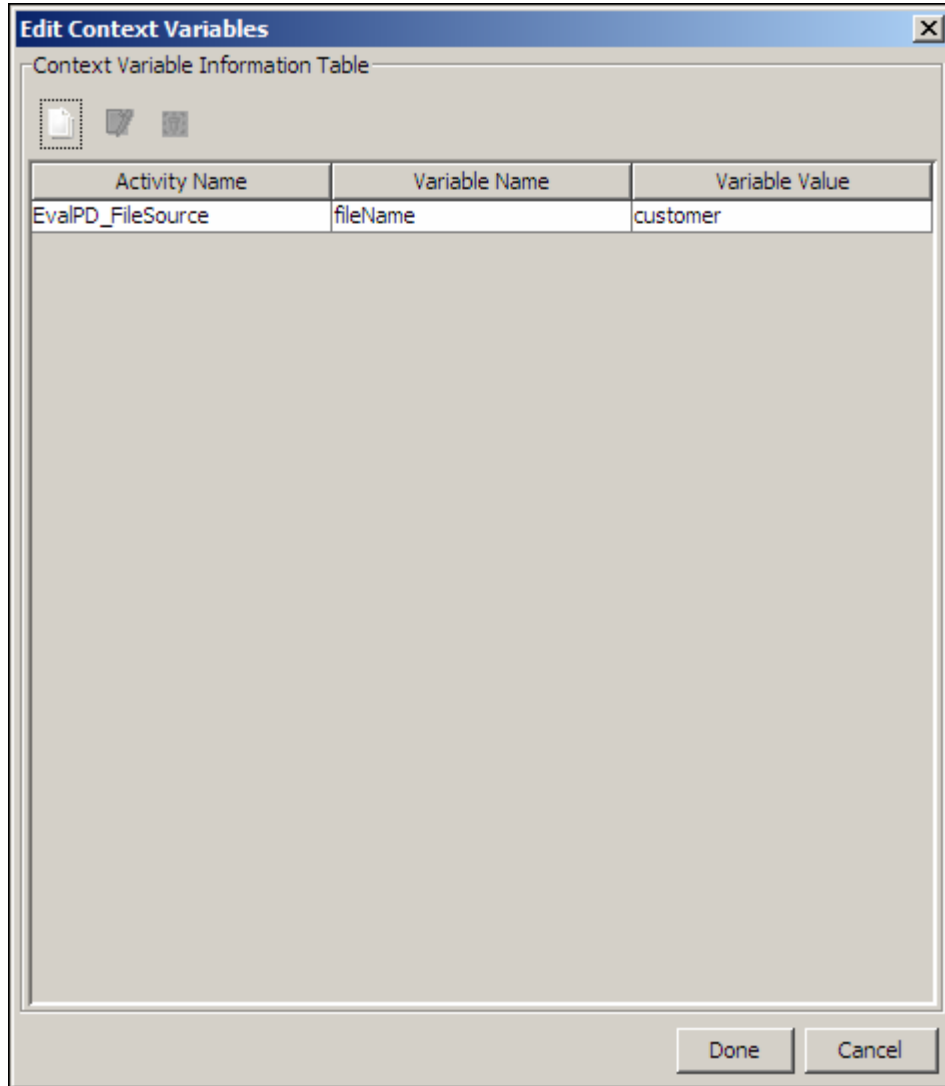 Edit Context Variables
Context Variable Information Table
Activity Name Variable Name Variable Value
EvalPD_FileSource fileName customer
Done Cancel